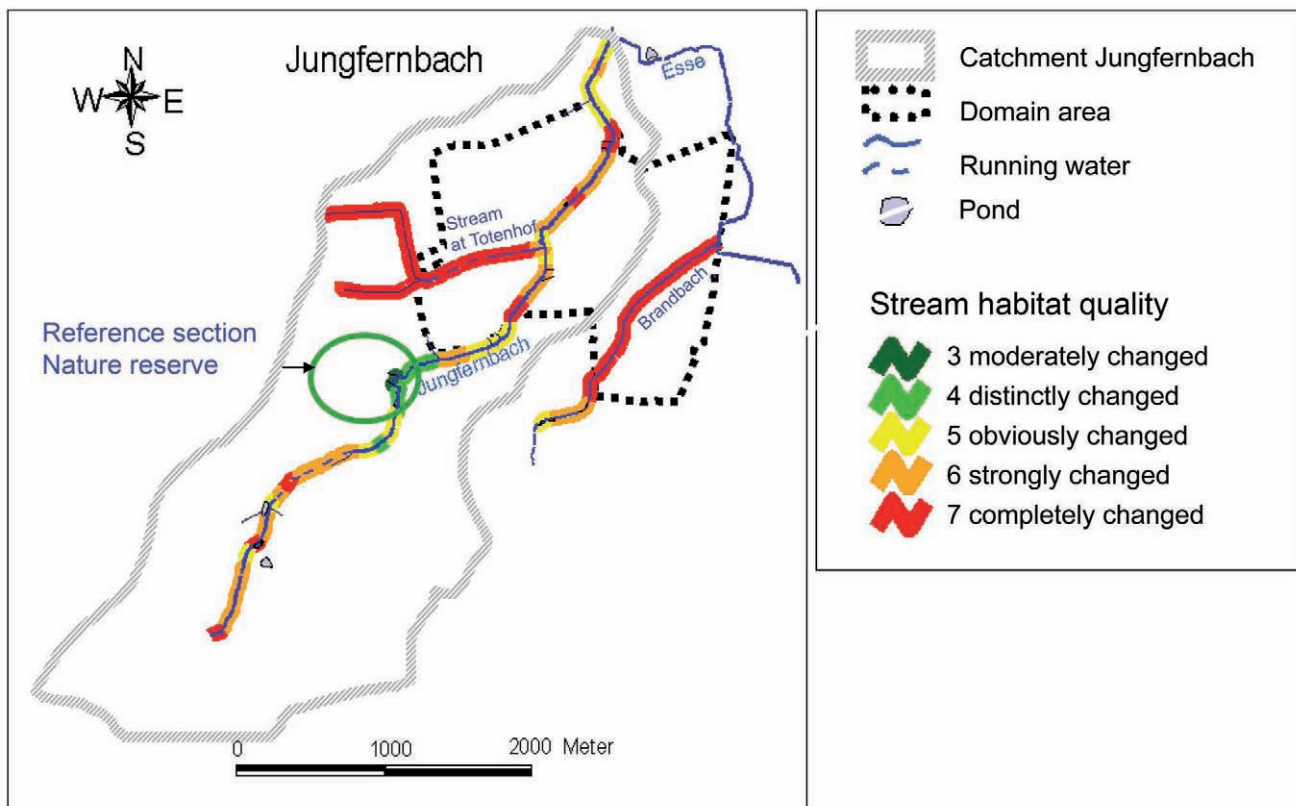 Jungfernbach
N
W E
S
Esse
Stream
at Totenhof
Brandbach
Reference section
Nature reserve
Jungfernbach
0 1000 2000 Meter
Catchment Jungfernbach
Domain area
Running water
Pond
Stream habitat quality
3 moderately changed
4 distinctly changed
5 obviously changed
6 strongly changed
7 completely changed